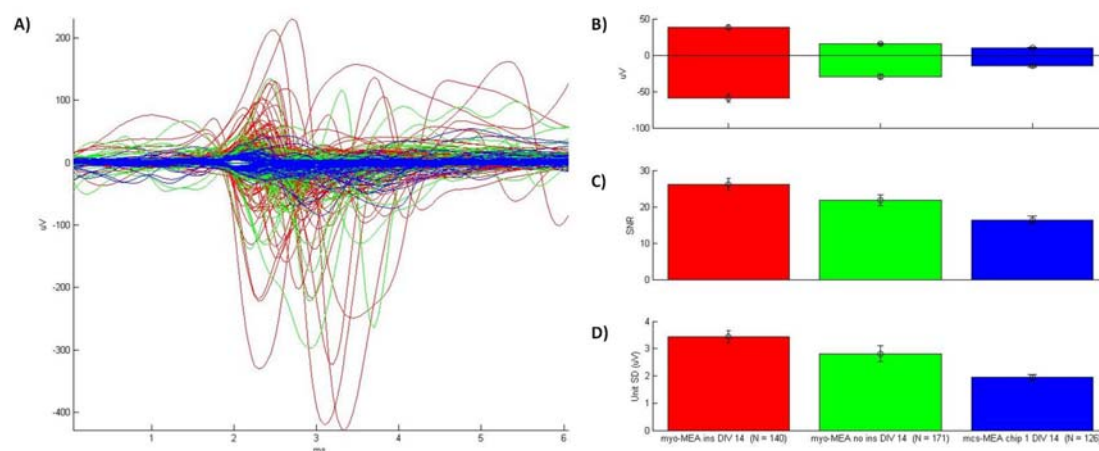 A)
200
100
0
-100
-200
-300
-400
uV
1
2
3
4
5
6
ms
B)
50
0
-50
-100
uV
C)
30
20
10
0
SNR
D)
4
3
2
1
0
Unit SD (uV)
myo-MEA ins DIV 14 (N = 140)
myo-MEA no ins DIV 14 (N = 171)
mcs-MEA chip 1 DIV 14 (N = 126)